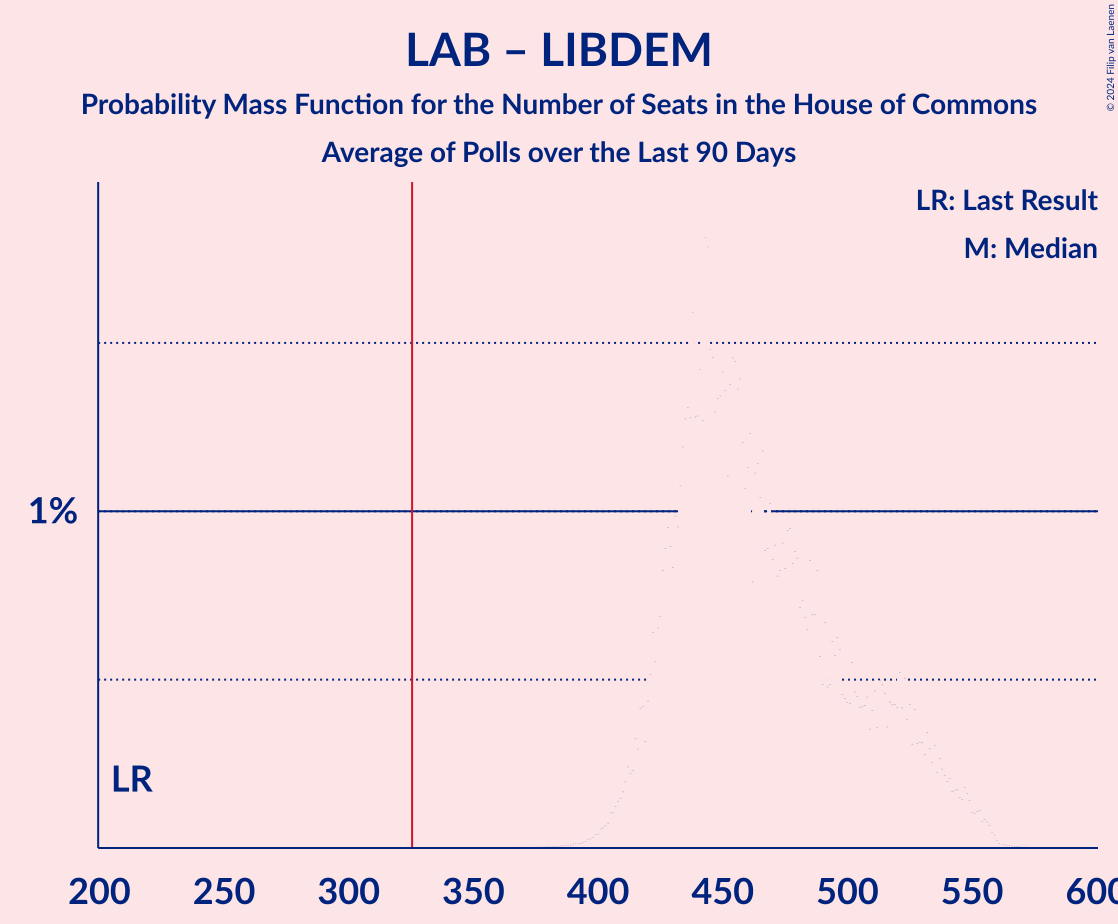 LAB – LIBDEM
Probability Mass Function for the Number of Seats in the House of Commons
Average of Polls over the Last 90 Days
© 2024 Filip van Laenen
LR: Last Result
M: Median
1%
LR
200 250 300 350 400 450 500 550 600